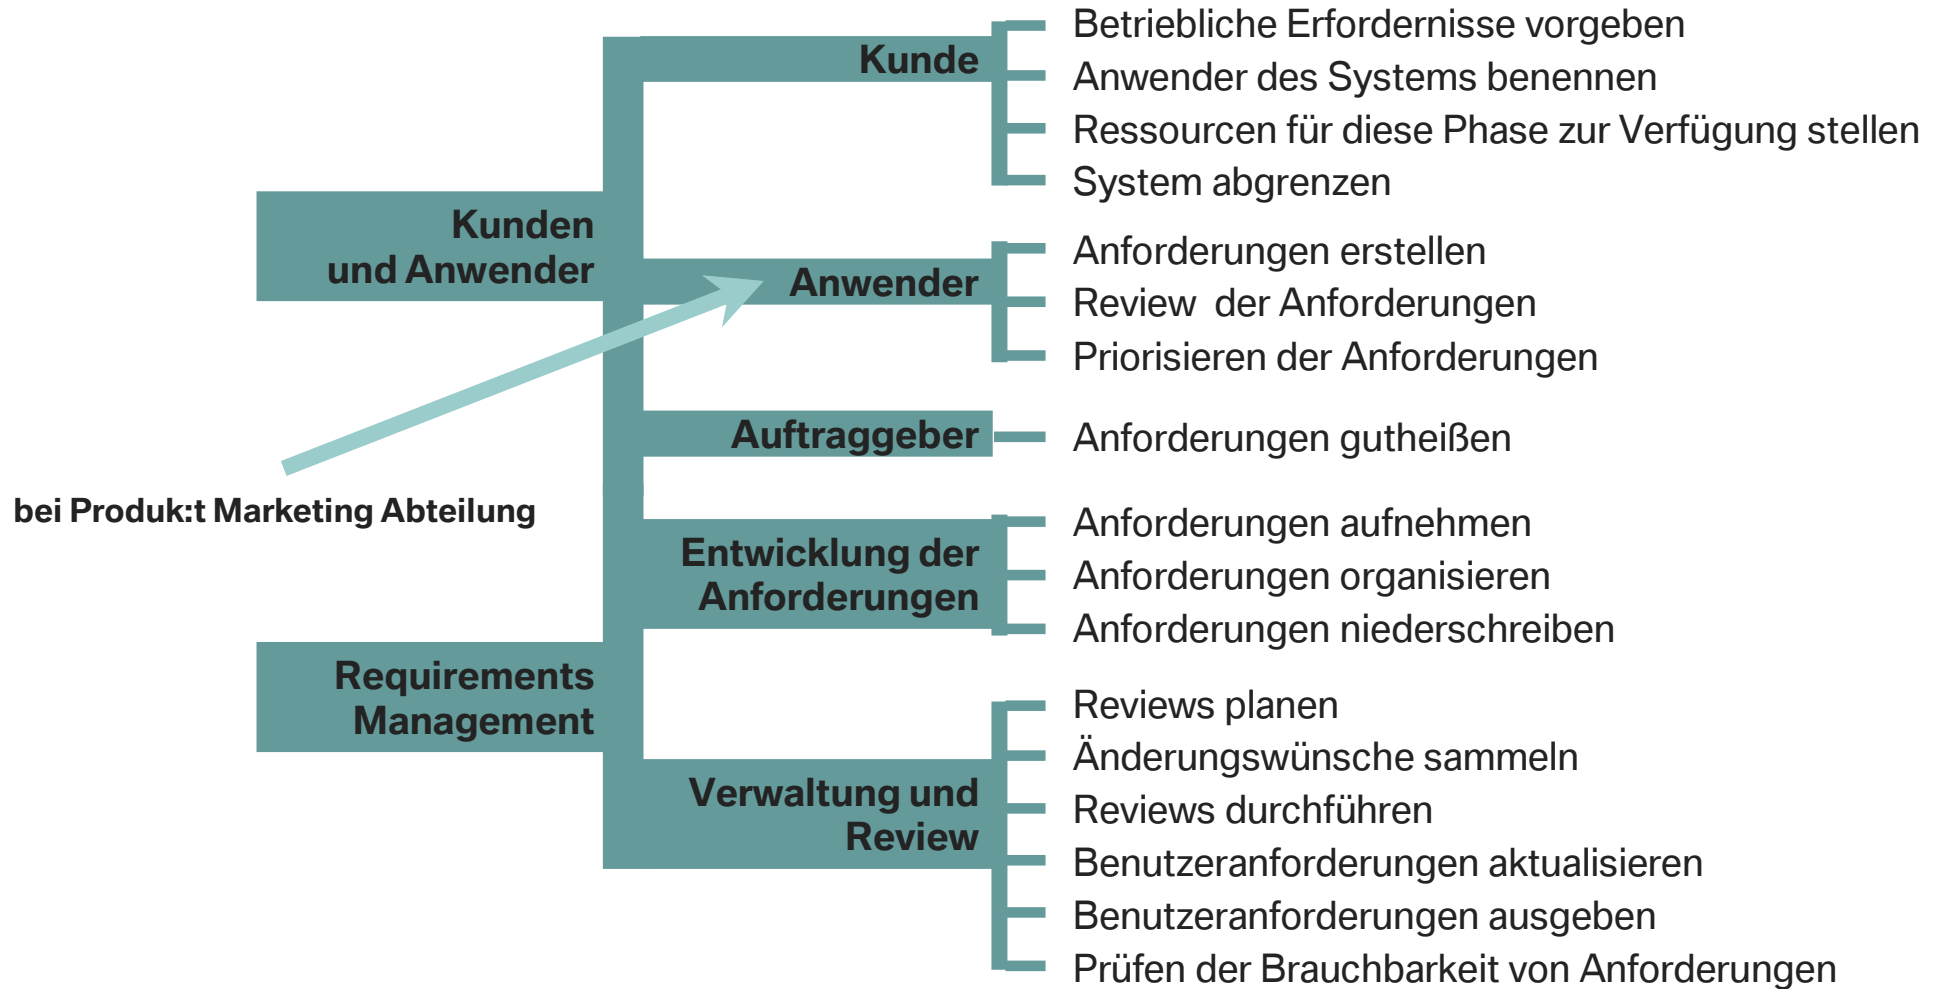 Kunden
und Anwender
Kunde
Betriebliche Erfordernisse vorgeben
Anwender des Systems benennen
Ressourcen für diese Phase zur Verfügung stellen
System abgrenzen
Anwender
Anforderungen erstellen
Review  der Anforderungen
Priorisieren der Anforderungen
bei Produk:t Marketing Abteilung
Auftraggeber
Anforderungen gutheißen
Requirements
Management
Entwicklung der
Anforderungen
Anforderungen aufnehmen
Anforderungen organisieren
Anforderungen niederschreiben
Verwaltung und
Review
Reviews planen
Änderungswünsche sammeln
Reviews durchführen
Benutzeranforderungen aktualisieren
Benutzeranforderungen ausgeben
Prüfen der Brauchbarkeit von Anforderungen